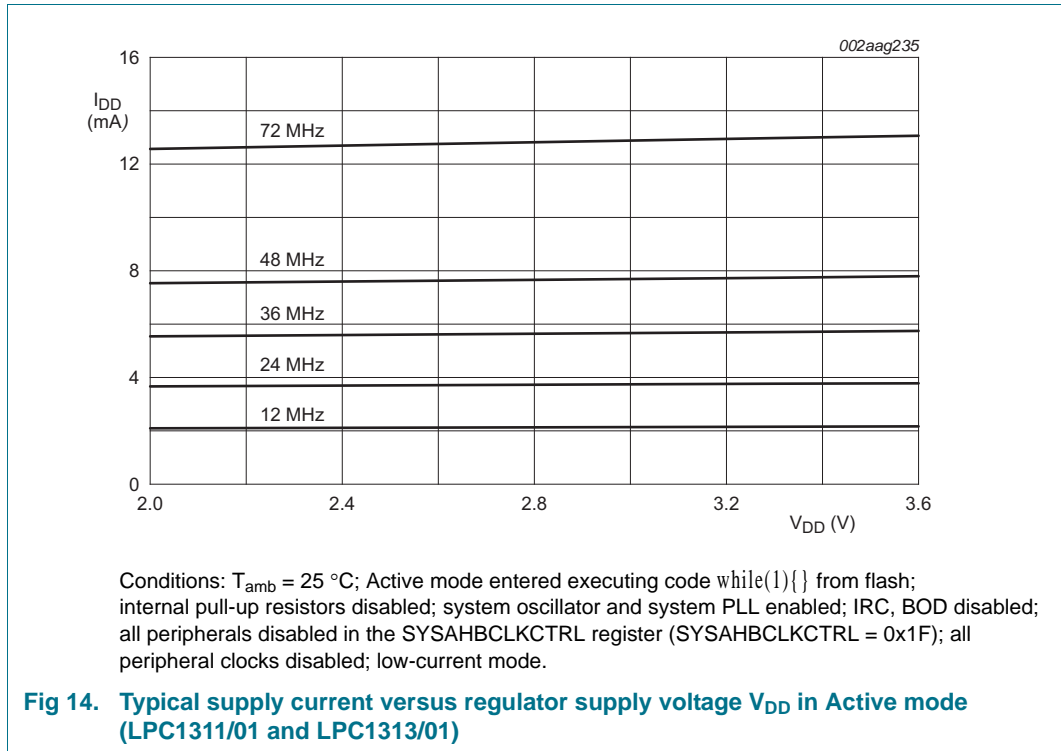 002aag235
16
I_DD
(mA)
72 MHz
12
48 MHz
8
36 MHz
24 MHz
4
12 MHz
0
2.0 2.4 2.8 3.2 3.6
V_DD (V)
Conditions: T_amb = 25 °C; Active mode entered executing code while(1){} from flash;
internal pull-up resistors disabled; system oscillator and system PLL enabled; IRC, BOD disabled;
all peripherals disabled in the SYSAHBCLKCTRL register (SYSAHBCLKCTRL = 0x1F); all
peripheral clocks disabled; low-current mode.
Fig 14. Typical supply current versus regulator supply voltage V_DD in Active mode
(LPC1311/01 and LPC1313/01)